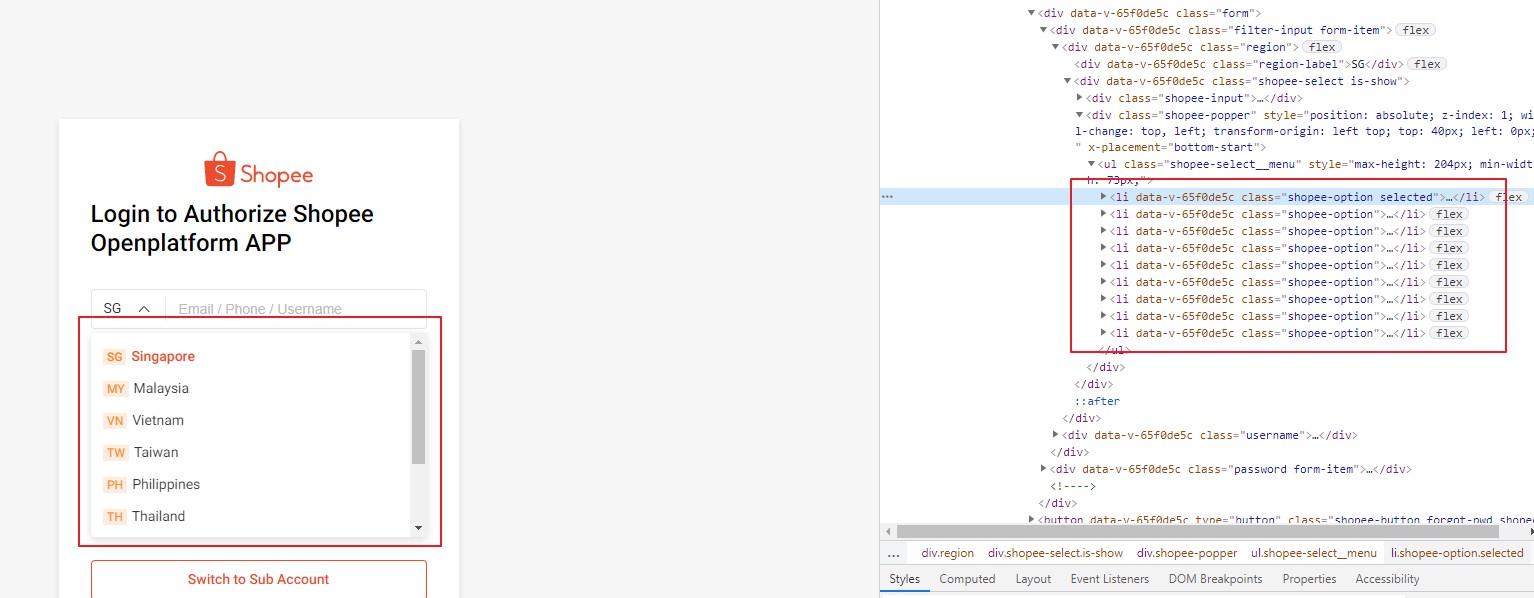 Shopee
Login to Authorize Shopee
Openplatform APP
SG
Email / Phone / Username
SG Singapore
MY Malaysia
VN Vietnam
TW Taiwan
PH Philippines
TH Thailand
Switch to Sub Account
<div data-v-65f0de5c class="form">
<div data-v-65f0de5c class="filter-input form-item"> flex
<div data-v-65f0de5c class="region"> flex
<div data-v-65f0de5c class="region-label">SG</div> flex
<div data-v-65f0de5c class="shopee-select is-show">
<div class="shopee-input">…</div>
<div class="shopee-popper" style="position: absolute; z-index: 1; wi
l-change: top, left; transform-origin: left top; top: 40px; left: 0px;
" x-placement="bottom-start">
<ul class="shopee-select__menu" style="max-height: 204px; min-widt
h: 73px;">
… <li data-v-65f0de5c class="shopee-option selected">…</li> flex
<li data-v-65f0de5c class="shopee-option">…</li> flex
<li data-v-65f0de5c class="shopee-option">…</li> flex
<li data-v-65f0de5c class="shopee-option">…</li> flex
<li data-v-65f0de5c class="shopee-option">…</li> flex
<li data-v-65f0de5c class="shopee-option">…</li> flex
<li data-v-65f0de5c class="shopee-option">…</li> flex
<li data-v-65f0de5c class="shopee-option">…</li> flex
<li data-v-65f0de5c class="shopee-option">…</li> flex
</ul>
</div>
</div>
::after
</div>
<div data-v-65f0de5c class="username">…</div>
</div>
<div data-v-65f0de5c class="password form-item">…</div>
<!---->
</div>
<button data-v-65f0de5c type="button" class="shopee-button forgot-pwd shope
… div.region div.shopee-select.is-show div.shopee-popper ul.shopee-select__menu li.shopee-option.selected
Styles Computed Layout Event Listeners DOM Breakpoints Properties Accessibility